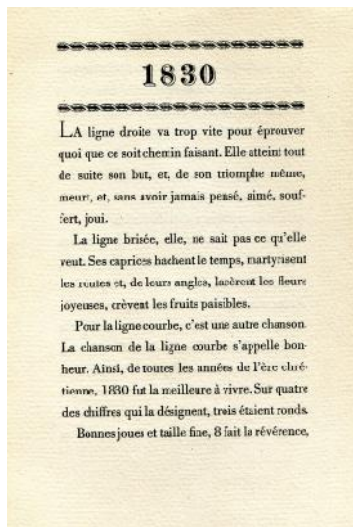 1830
LA ligne droite va trop vite pour éprouver
quoi que ce soit chemin faisant. Elle atteint tout
de suite son but, et, de son triomphe même,
meurt, et, sans avoir jamais pensé, aimé, souf-
fert, joui.
La ligne brisée, elle, ne sait pas ce qu'elle
veut. Ses caprices hachent le temps, martyrisent
les routes et, de leurs angles, lacèrent les fleurs
joyeuses, crèvent les fruits paisibles.
Pour la ligne courbe, c'est une autre chanson.
La chanson de la ligne courbe s'appelle bon-
heur. Ainsi, de toutes les années de l'ère chré-
tienne, 1830 fut la meilleure à vivre. Sur quatre
des chiffres qui la désignent, trois étaient ronds.
Bonnes joues et taille fine, 8 fait la révérence,